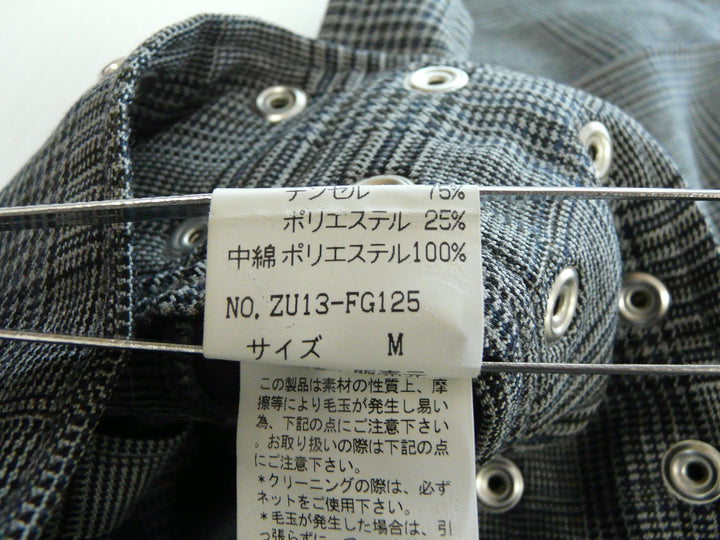 テンセル 75%
ポリエステル 25%
中綿 ポリエステル100%
NO. ZU13-FG125
サイズ M
この製品は素材の性質上、摩
擦等により毛玉が発生し易い
為、下記の点にご注意下さい
。お取り扱いの際は下記の点
にご注意下さい。
*クリーニングの際は、必ず
ネットをご使用下さい。
*毛玉が発生した場合は、引
っ張らずに